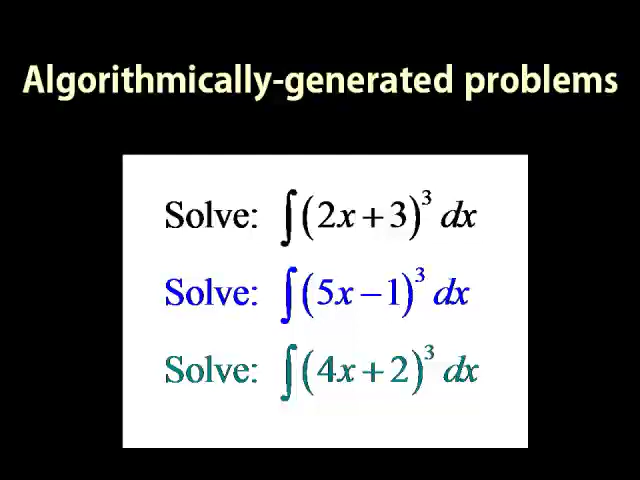 Algorithmically-generated problems
Solve: ∫(2x+3)³ dx
Solve: ∫(5x−1)³ dx
Solve: ∫(4x+2)³ dx